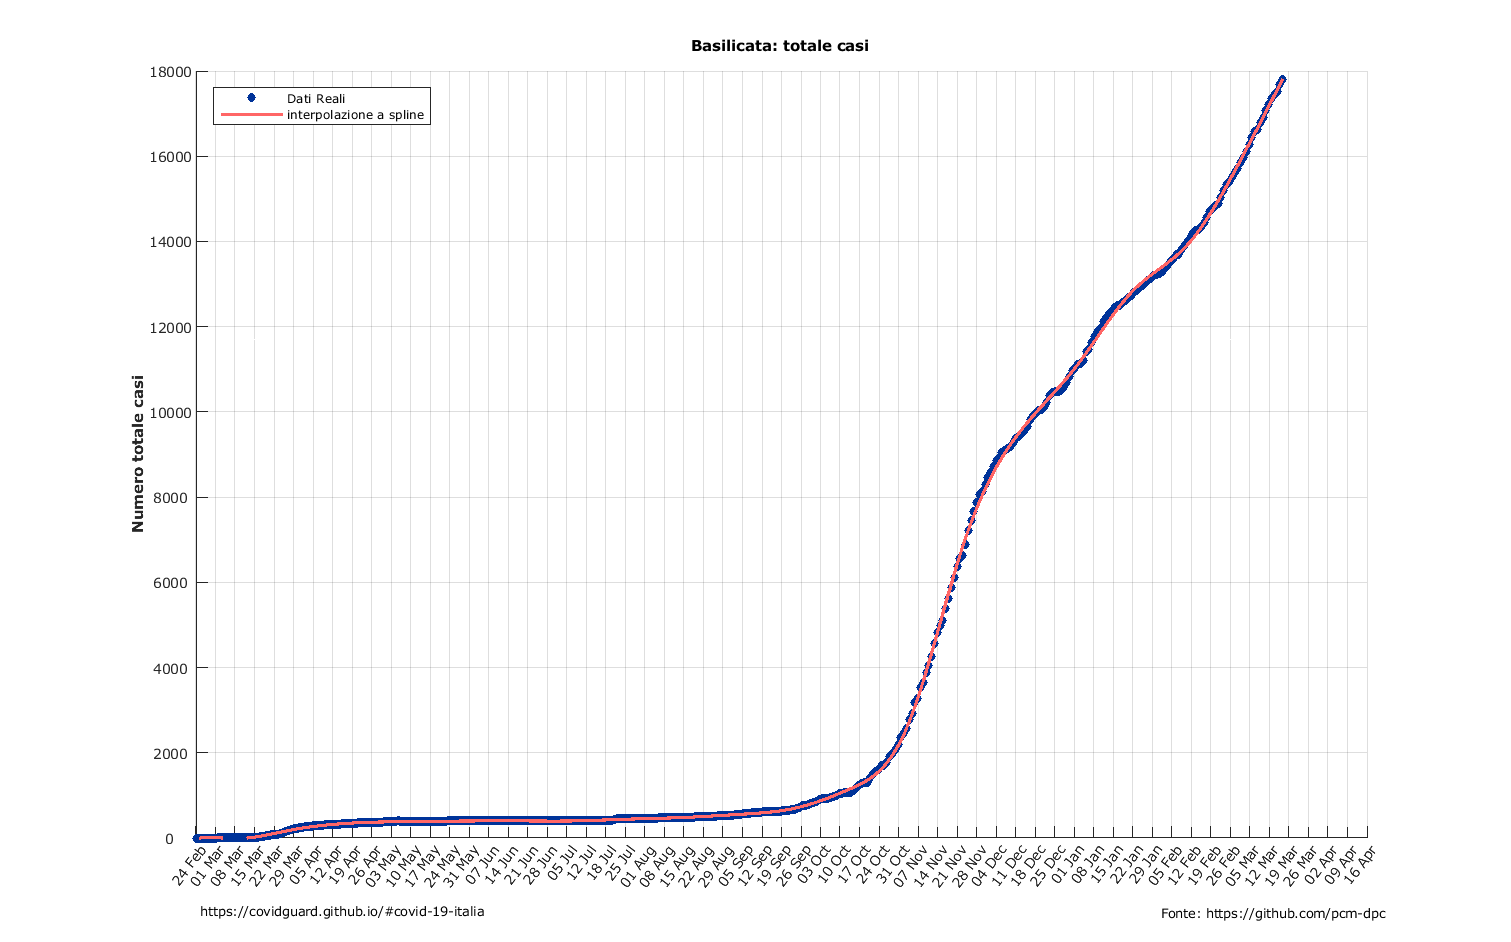 Basilicata: totale casi
Dati Reali
interpolazione a spline
Numero totale casi
18000
16000
14000
12000
10000
8000
6000
4000
2000
0
24 Feb
01 Mar
08 Mar
15 Mar
22 Mar
29 Mar
05 Apr
12 Apr
19 Apr
26 Apr
03 May
10 May
17 May
24 May
31 May
07 Jun
14 Jun
21 Jun
28 Jun
05 Jul
12 Jul
18 Jul
25 Jul
01 Aug
08 Aug
15 Aug
22 Aug
29 Aug
05 Sep
12 Sep
19 Sep
26 Sep
03 Oct
10 Oct
17 Oct
24 Oct
31 Oct
07 Nov
14 Nov
21 Nov
28 Nov
04 Dec
11 Dec
18 Dec
25 Dec
01 Jan
08 Jan
15 Jan
22 Jan
29 Jan
05 Feb
12 Feb
19 Feb
26 Feb
05 Mar
12 Mar
19 Mar
26 Mar
02 Apr
09 Apr
16 Apr
https://covidguard.github.io/#covid-19-italia
Fonte: https://github.com/pcm-dpc